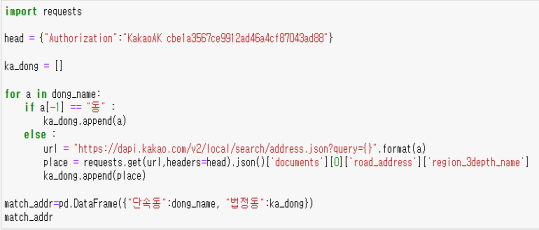 import requests
head = {"Authorization":"KakaoAK cbe1a3567ce9912ad46a4cf87043ad88"}
ka_dong = []
for a in dong_name:
    if a[-1] == "동" :
        ka_dong.append(a)
    else :
        url = "https://dapi.kakao.com/v2/local/search/address.json?query={}".format(a)
        place = requests.get(url,headers=head).json()['documents'][0]['road_address']['region_3depth_name']
        ka_dong.append(place)
match_addr=pd.DataFrame({"단속동":dong_name, "법정동":ka_dong})
match_addr